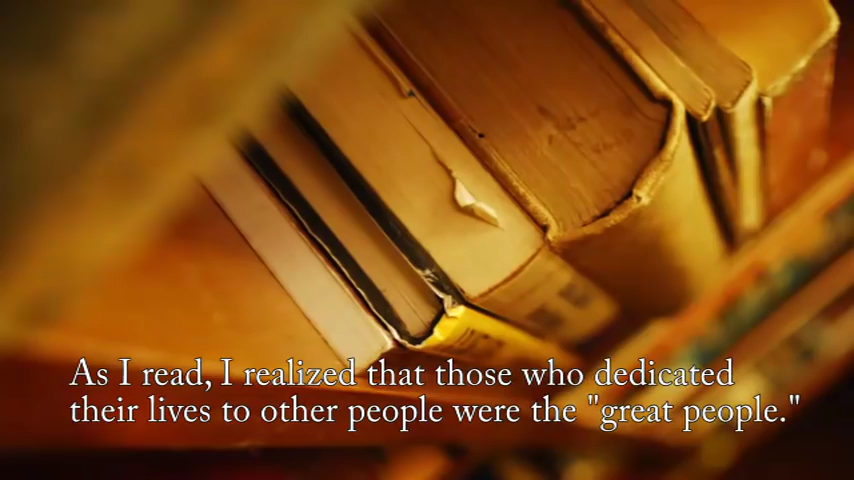 As I read, I realized that those who dedicated
their lives to other people were the "great people."